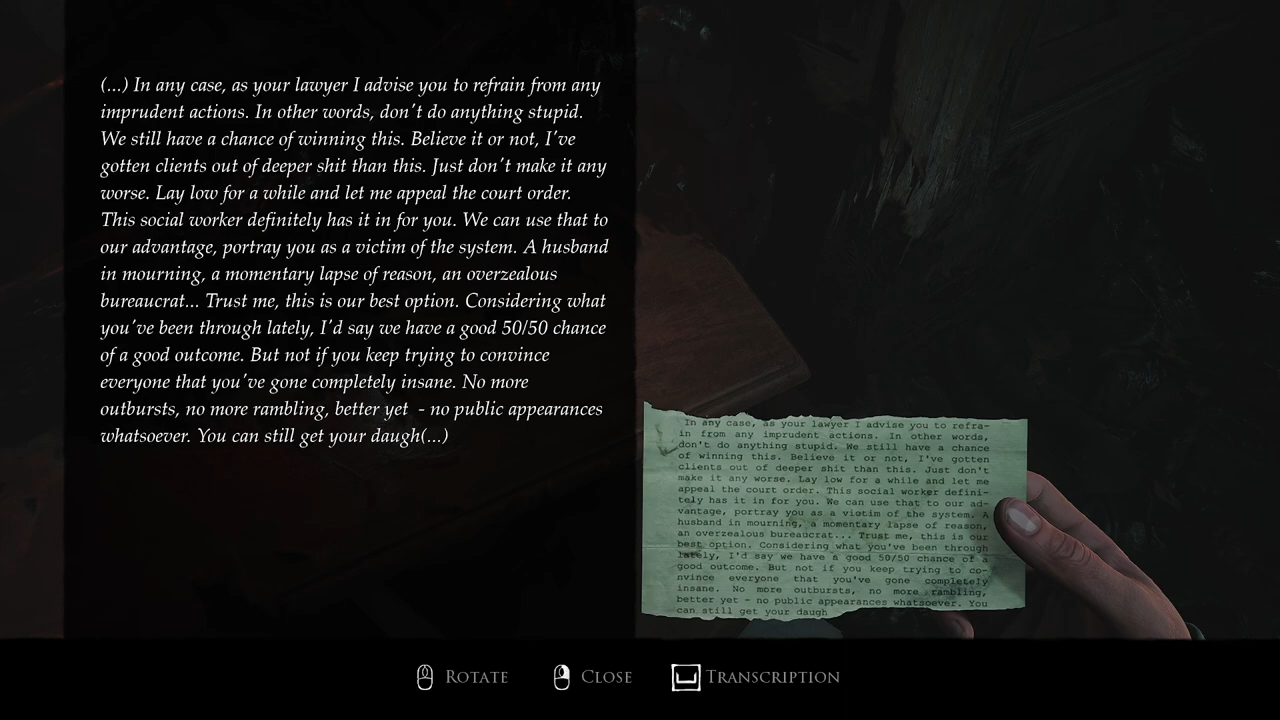 (...) In any case, as your lawyer I advise you to refrain from any
imprudent actions. In other words, don't do anything stupid.
We still have a chance of winning this. Believe it or not, I've
gotten clients out of deeper shit than this. Just don't make it any
worse. Lay low for a while and let me appeal the court order.
This social worker definitely has it in for you. We can use that to
our advantage, portray you as a victim of the system. A husband
in mourning, a momentary lapse of reason, an overzealous
bureaucrat... Trust me, this is our best option. Considering what
you've been through lately, I'd say we have a good 50/50 chance
of a good outcome. But not if you keep trying to convince
everyone that you've gone completely insane. No more
outbursts, no more rambling, better yet  - no public appearances
whatsoever. You can still get your daugh(...)
In any case, as your lawyer I advise you to refra-
in from any imprudent actions. In other words,
don't do anything stupid. We still have a chance
of winning this. Believe it or not, I've gotten
clients out of deeper shit than this. Just don't
make it any worse. Lay low for a while and let me
appeal the court order. This social worker defini-
tely has it in for you. We can use that to our ad-
vantage, portray you as a victim of the system. A
husband in mourning, a momentary lapse of reason,
an overzealous bureaucrat... Trust me, this is our
best option. Considering what you've been through
lately, I'd say we have a good 50/50 chance of a
good outcome. But not if you keep trying to co-
nvince everyone that you've gone completely
insane. No more outbursts, no more rambling,
better yet - no public appearances whatsoever. You
can still get your daugh
ROTATE CLOSE TRANSCRIPTION